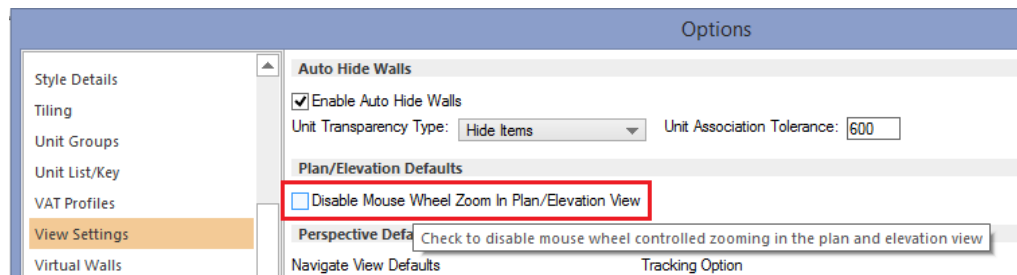 Options
Style Details
Tiling
Unit Groups
Unit List/Key
VAT Profiles
View Settings
Virtual Walls
Auto Hide Walls
Enable Auto Hide Walls
Unit Transparency Type: Hide Items Unit Association Tolerance: 600
Plan/Elevation Defaults
Disable Mouse Wheel Zoom In Plan/Elevation View
Perspective Defa
Check to disable mouse wheel controlled zooming in the plan and elevation view
Navigate View Defaults Tracking Option